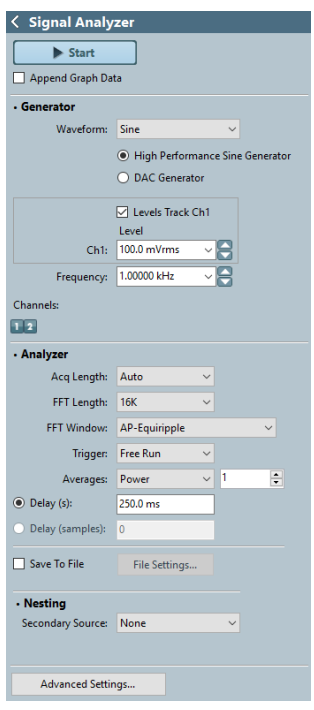 Signal Analyzer
Start
Append Graph Data
Generator
Waveform: Sine
High Performance Sine Generator
DAC Generator
Levels Track Ch1
Level
Ch1: 100.0 mVrms
Frequency: 1.00000 kHz
Channels:
1 2
Analyzer
Acq Length: Auto
FFT Length: 16K
FFT Window: AP-Equiripple
Trigger: Free Run
Averages: Power 1
Delay (s): 250.0 ms
Delay (samples): 0
Save To File File Settings...
Nesting
Secondary Source: None
Advanced Settings...